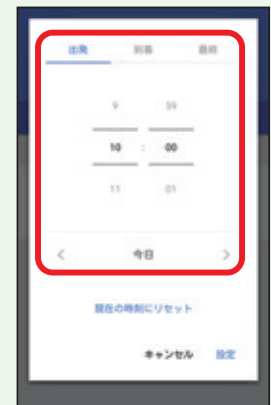 出発 到着 最終
9 59
10 : 00
11 01
< 今日 >
現在の時刻にリセット
キャンセル 設定